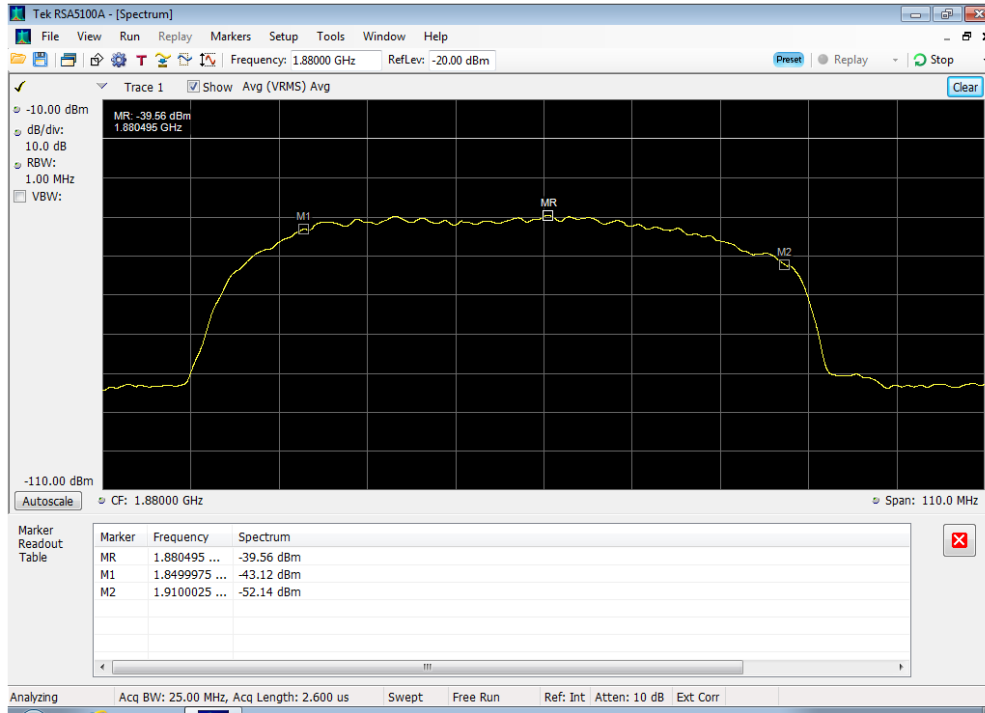 Tek RSA5100A - [Spectrum]
File View Run Replay Markers Setup Tools Window Help
T Frequency: 1.88000 GHz RefLev: -20.00 dBm Preset Replay Stop
Trace 1 Show Avg (VRMS) Avg Clear
-10.00 dBm
dB/div:
10.0 dB
RBW:
1.00 MHz
VBW:
MR: -39.56 dBm
1.880495 GHz
MR
M1
M2
-110.00 dBm
Autoscale CF: 1.88000 GHz Span: 110.0 MHz
Marker
Readout
Table
Marker Frequency Spectrum
MR 1.880495 ... -39.56 dBm
M1 1.8499975 ... -43.12 dBm
M2 1.9100025 ... -52.14 dBm
Analyzing Acq BW: 25.00 MHz, Acq Length: 2.600 us Swept Free Run Ref: Int Atten: 10 dB Ext Corr